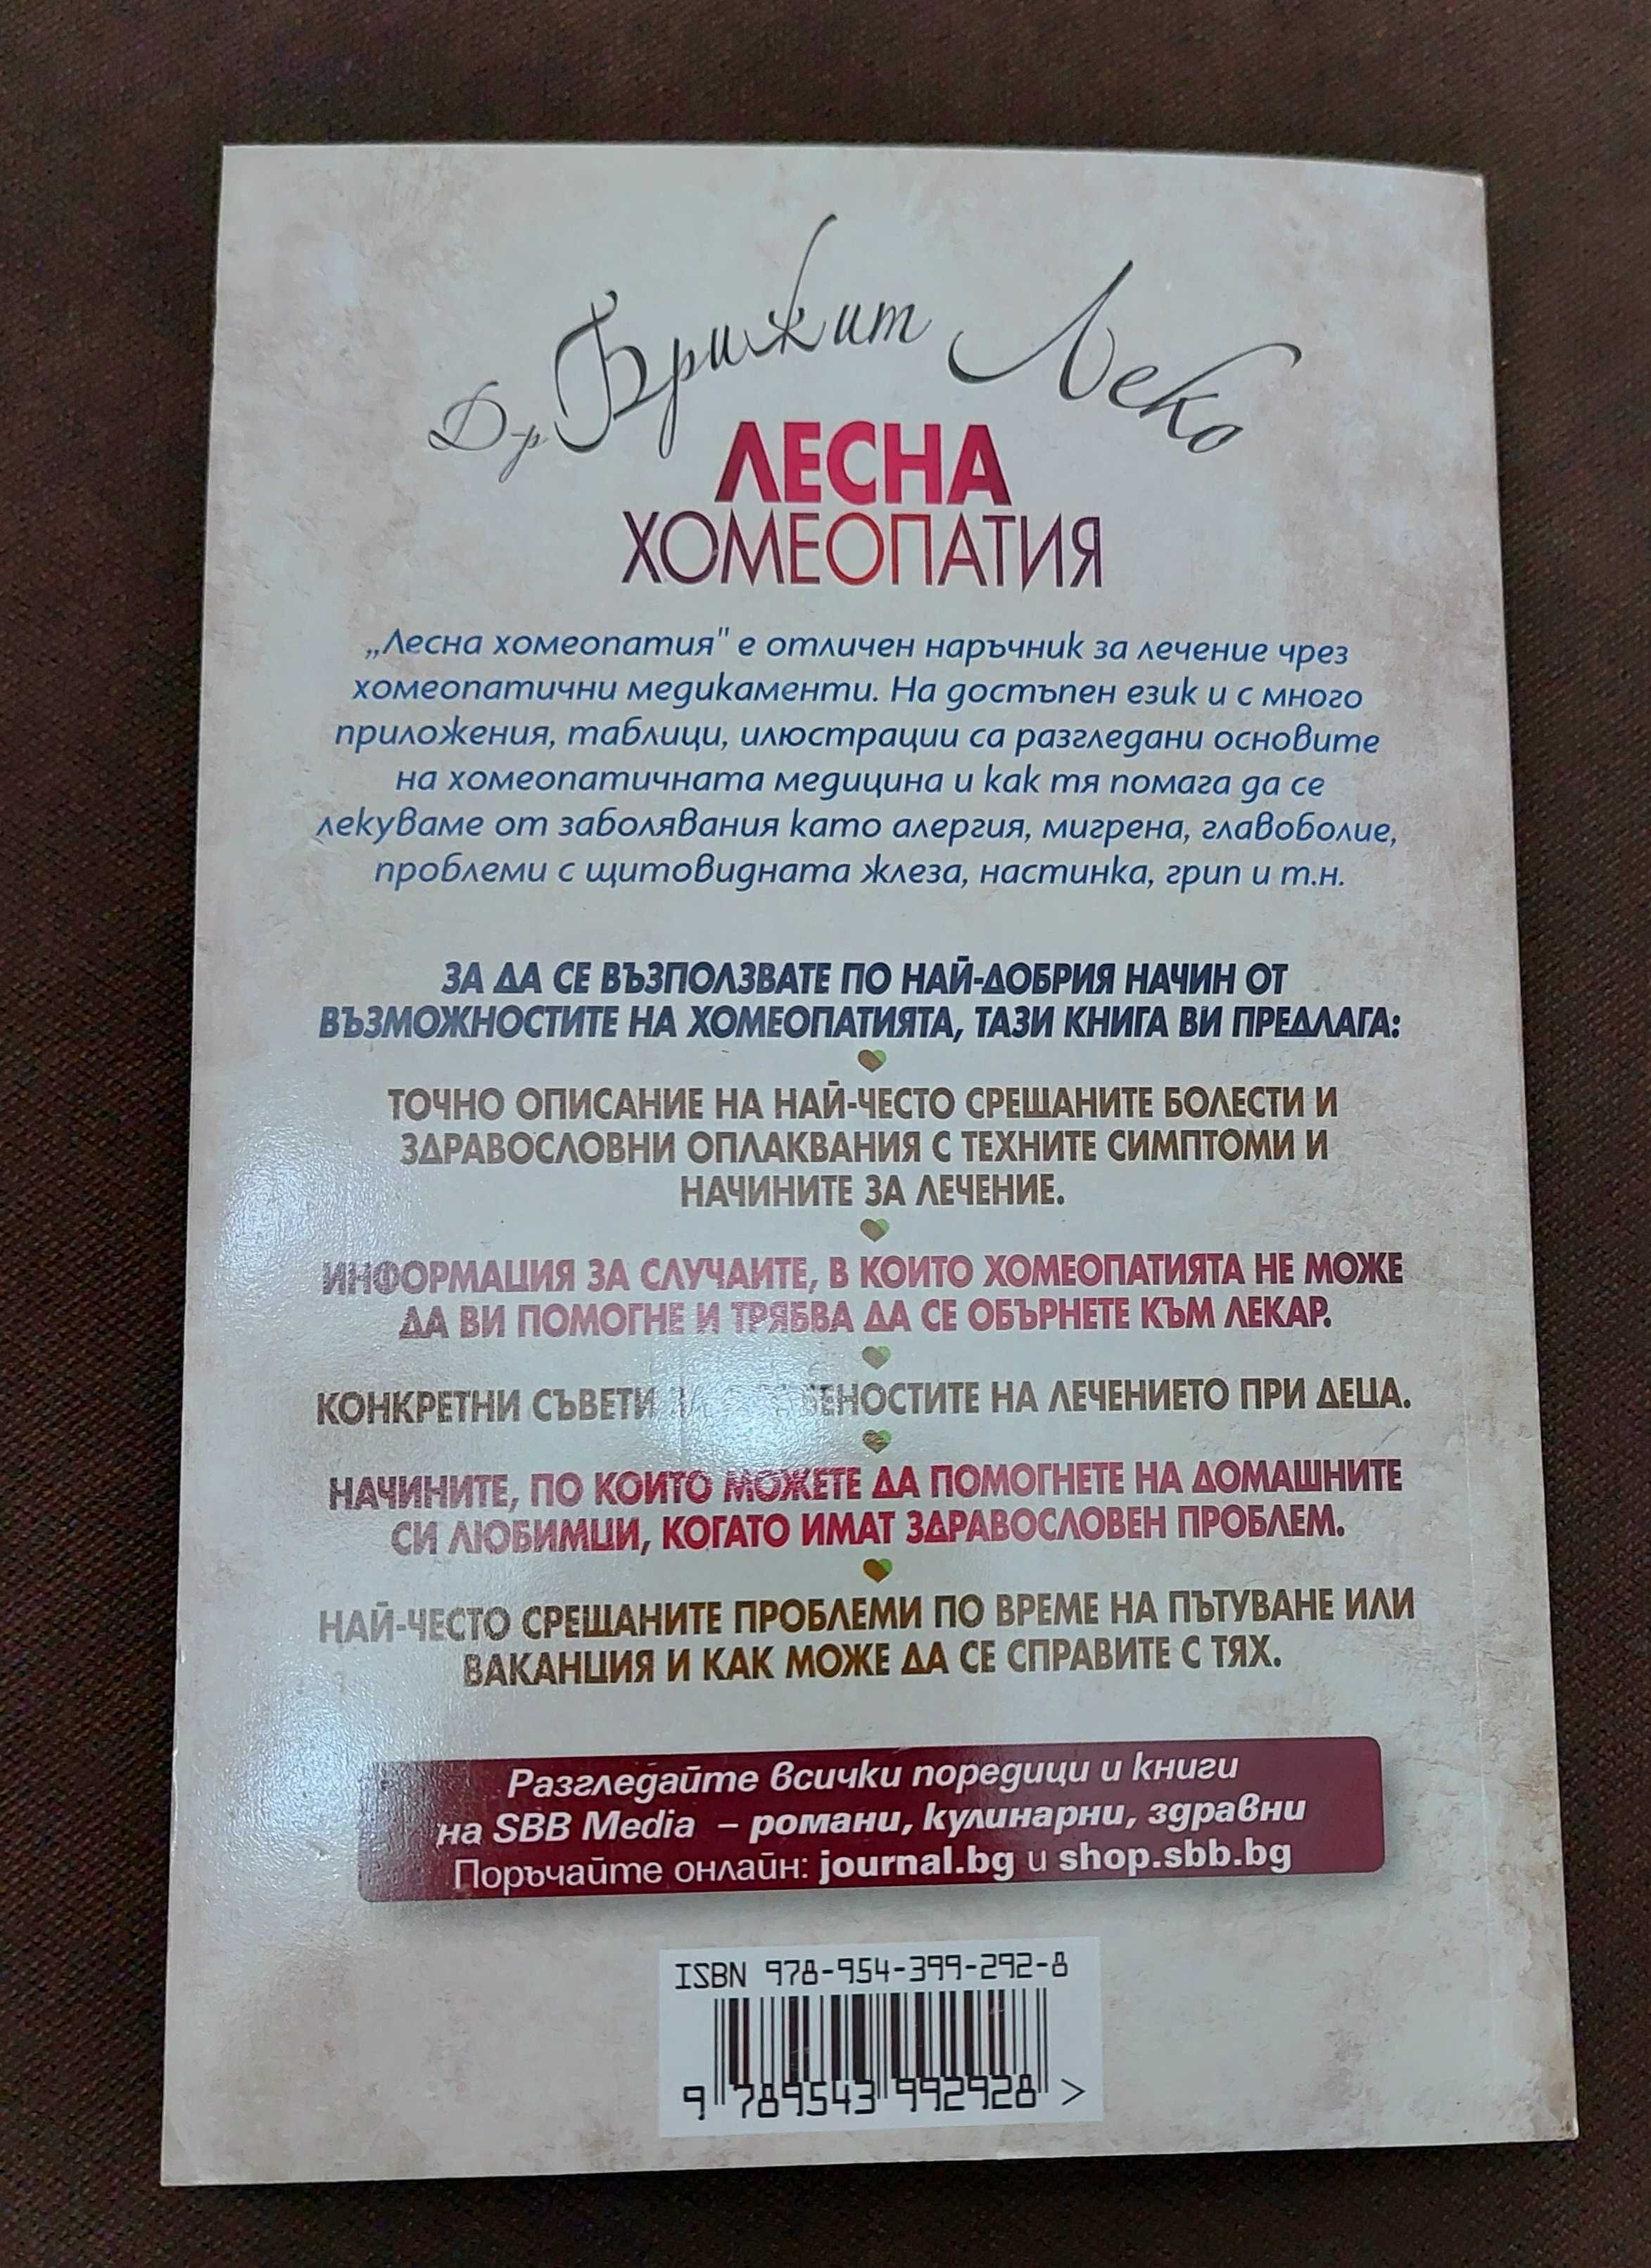 Д-р Брижит Леко
ЛЕСНА
ХОМЕОПАТИЯ
„Лесна хомеопатия" е отличен наръчник за лечение чрез
хомеопатични медикаменти. На достъпен език и с много
приложения, таблици, илюстрации са разгледани основите
на хомеопатичната медицина и как тя помага да се
лекуваме от заболявания като алергия, мигрена, главоболие,
проблеми с щитовидната жлеза, настинка, грип и т.н.
ЗА ДА СЕ ВЪЗПОЛЗВАТЕ ПО НАЙ-ДОБРИЯ НАЧИН ОТ
ВЪЗМОЖНОСТИТЕ НА ХОМЕОПАТИЯТА, ТАЗИ КНИГА ВИ ПРЕДЛАГА:
ТОЧНО ОПИСАНИЕ НА НАЙ-ЧЕСТО СРЕЩАНИТЕ БОЛЕСТИ И
ЗДРАВОСЛОВНИ ОПЛАКВАНИЯ С ТЕХНИТЕ СИМПТОМИ И
НАЧИНИТЕ ЗА ЛЕЧЕНИЕ.
ИНФОРМАЦИЯ ЗА СЛУЧАИТЕ, В КОИТО ХОМЕОПАТИЯТА НЕ МОЖЕ
ДА ВИ ПОМОГНЕ И ТРЯБВА ДА СЕ ОБЪРНЕТЕ КЪМ ЛЕКАР.
КОНКРЕТНИ СЪВЕТИ НА ЛЕЧЕНИЕТО ПРИ ДЕЦА.
НАЧИНИТЕ, ПО КОИТО МОЖЕТЕ ДА ПОМОГНЕТЕ НА ДОМАШНИТЕ
СИ ЛЮБИМЦИ, КОГАТО ИМАТ ЗДРАВОСЛОВЕН ПРОБЛЕМ.
НАЙ-ЧЕСТО СРЕЩАНИТЕ ПРОБЛЕМИ ПО ВРЕМЕ НА ПЪТУВАНЕ ИЛИ
ВАКАНЦИЯ И КАК МОЖЕ ДА СЕ СПРАВИТЕ С ТЯХ.
Разгледайте всички поредици и книги
на SBB Media – романи, кулинарни, здравни
Поръчайте онлайн: journal.bg и shop.sbb.bg
ISBN 978-954-399-292-8
9 789543 992928 >